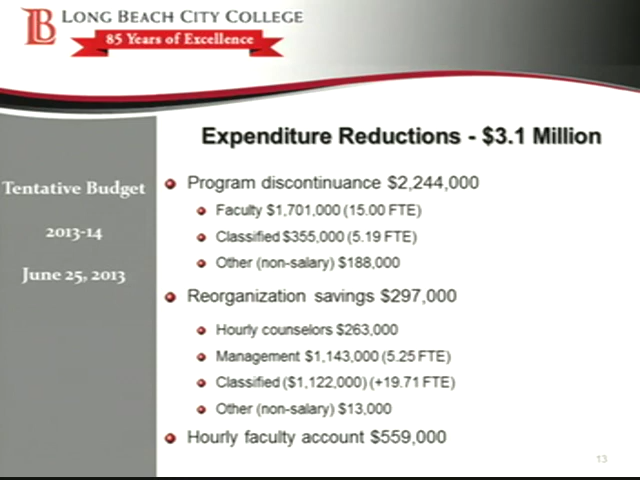 LONG BEACH CITY COLLEGE
85 Years of Excellence
Expenditure Reductions - $3.1 Million
Tentative Budget
2013-14
June 25, 2013
Program discontinuance $2,244,000
Faculty $1,701,000 (15.00 FTE)
Classified $355,000 (5.19 FTE)
Other (non-salary) $188,000
Reorganization savings $297,000
Hourly counselors $263,000
Management $1,143,000 (5.25 FTE)
Classified ($1,122,000) (+19.71 FTE)
Other (non-salary) $13,000
Hourly faculty account $559,000
13